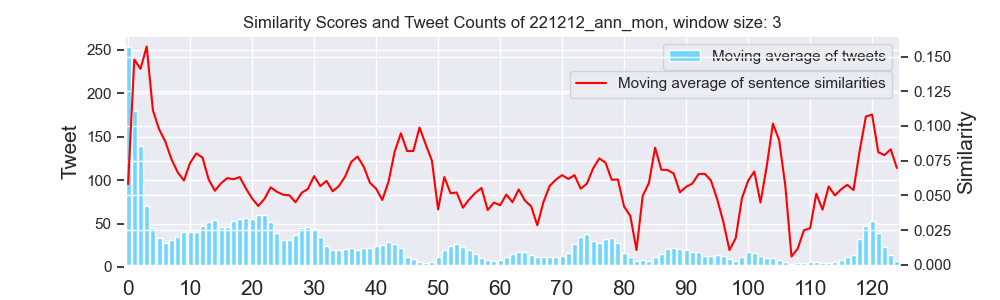 Similarity Scores and Tweet Counts of 221212_ann_mon, window size: 3
Moving average of tweets
Moving average of sentence similarities
Tweet
250
200
150
100
50
0
0.150
0.125
0.100
0.075
0.050
0.025
0.000
Similarity
0 10 20 30 40 50 60 70 80 90 100 110 120